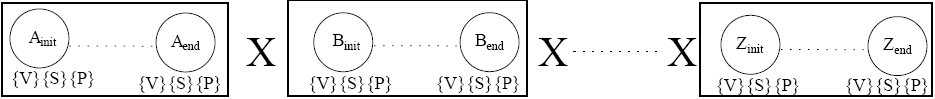 A_init ........ A_end X B_init ........ B_end X ........ X Z_init ........ Z_end
{V}{S}{P} {V}{S}{P} {V}{S}{P} {V}{S}{P} {V}{S}{P} {V}{S}{P}